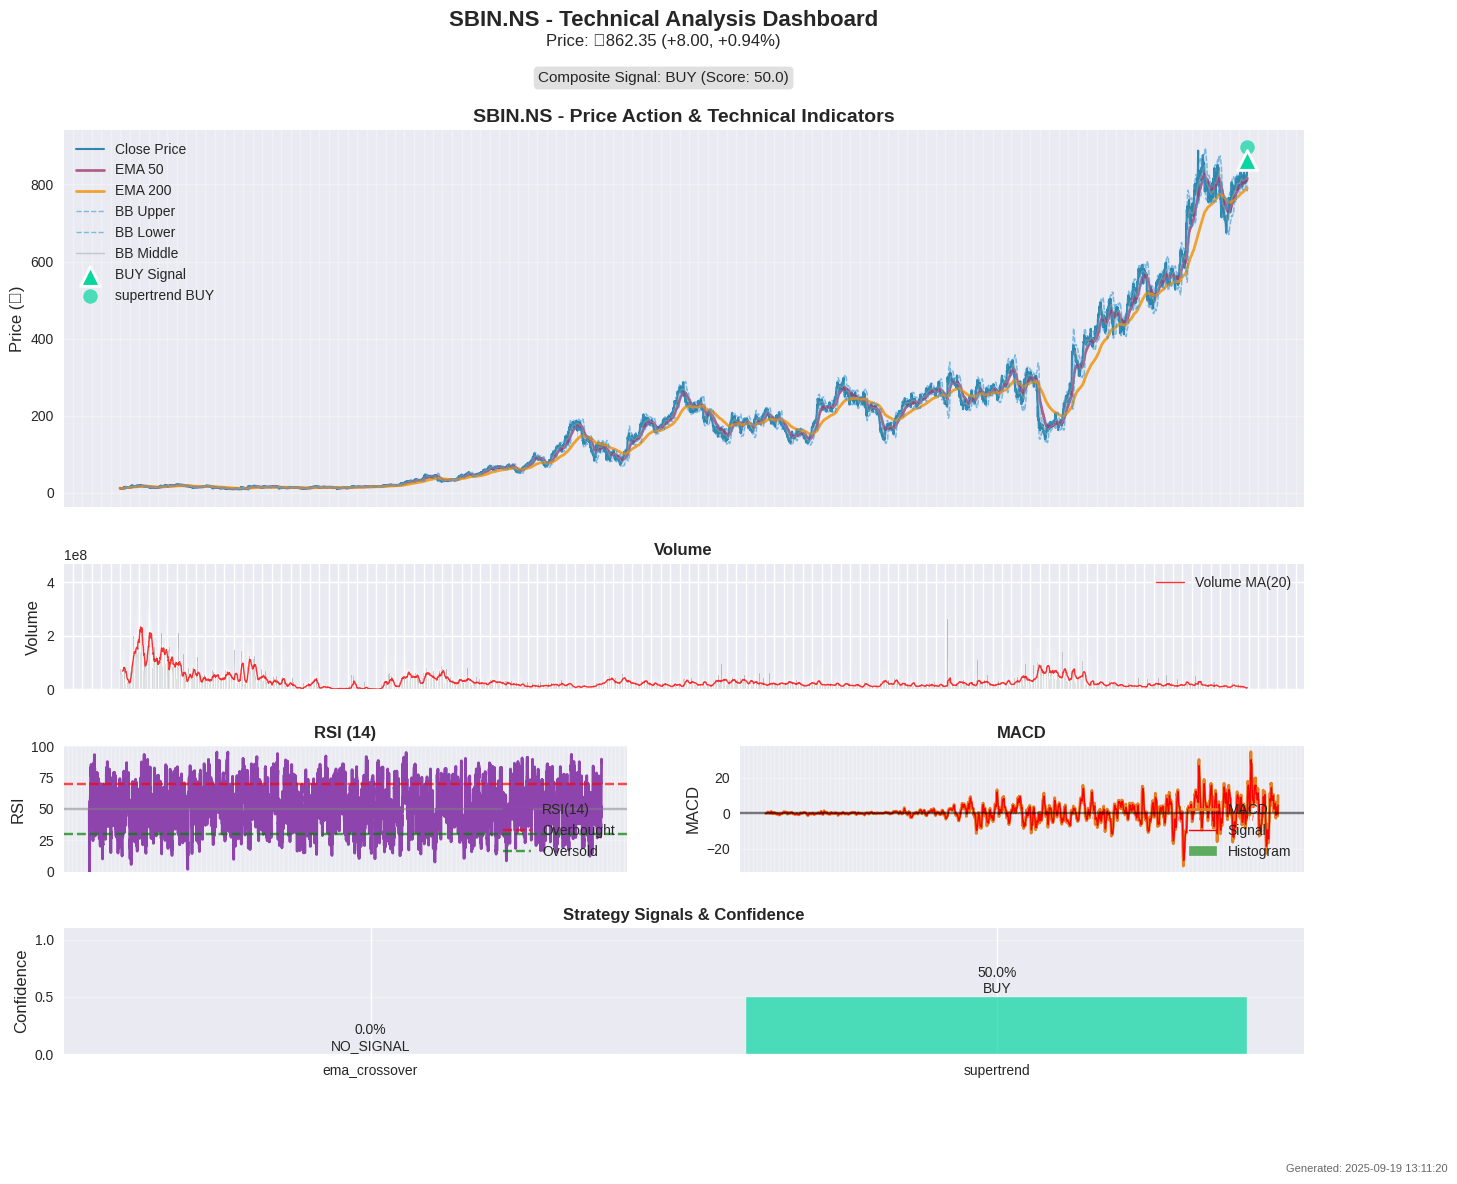 SBIN.NS - Technical Analysis Dashboard
Price: ▯862.35 (+8.00, +0.94%)
Composite Signal: BUY (Score: 50.0)
SBIN.NS - Price Action & Technical Indicators
Close Price
EMA 50
EMA 200
BB Upper
BB Lower
BB Middle
BUY Signal
supertrend BUY
Price (▯)
800
600
400
200
0
Volume
1e8
Volume MA(20)
Volume
4
2
0
RSI (14)
RSI
100
75
50
25
0
RSI(14)
Overbought
Oversold
MACD
MACD
20
0
−20
MACD
Signal
Histogram
Strategy Signals & Confidence
Confidence
1.0
0.5
0.0
0.0%
NO_SIGNAL
50.0%
BUY
ema_crossover
supertrend
Generated: 2025-09-19 13:11:20